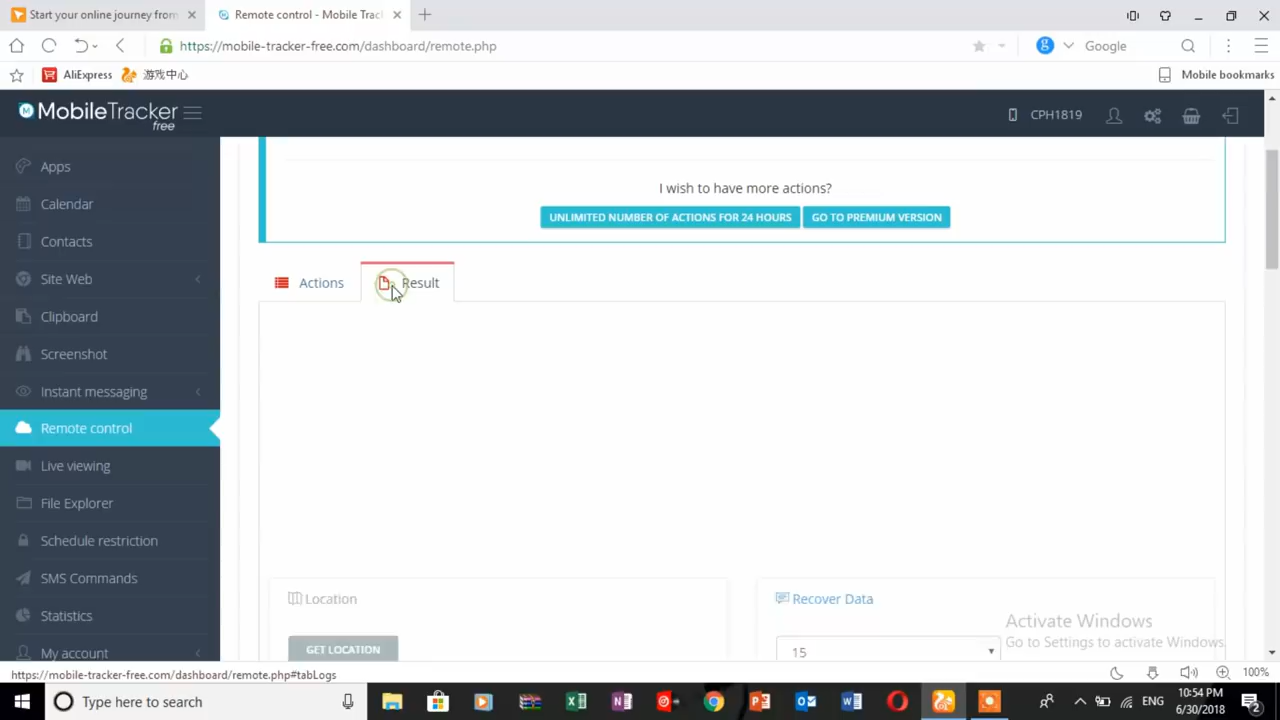 Start your online journey from
Remote control - Mobile Trac
https://mobile-tracker-free.com/dashboard/remote.php
Google
AliExpress
游戏中心
Mobile bookmarks
MobileTracker
free
CPH1819
Apps
Calendar
Contacts
Site Web
Clipboard
Screenshot
Instant messaging
Remote control
Live viewing
File Explorer
Schedule restriction
SMS Commands
Statistics
My account
I wish to have more actions?
UNLIMITED NUMBER OF ACTIONS FOR 24 HOURS
GO TO PREMIUM VERSION
Actions
Result
Location
GET LOCATION
Recover Data
15
Activate Windows
Go to Settings to activate Windows.
https://mobile-tracker-free.com/dashboard/remote.php#tabLogs
100%
Type here to search
ENG
10:54 PM
6/30/2018
2